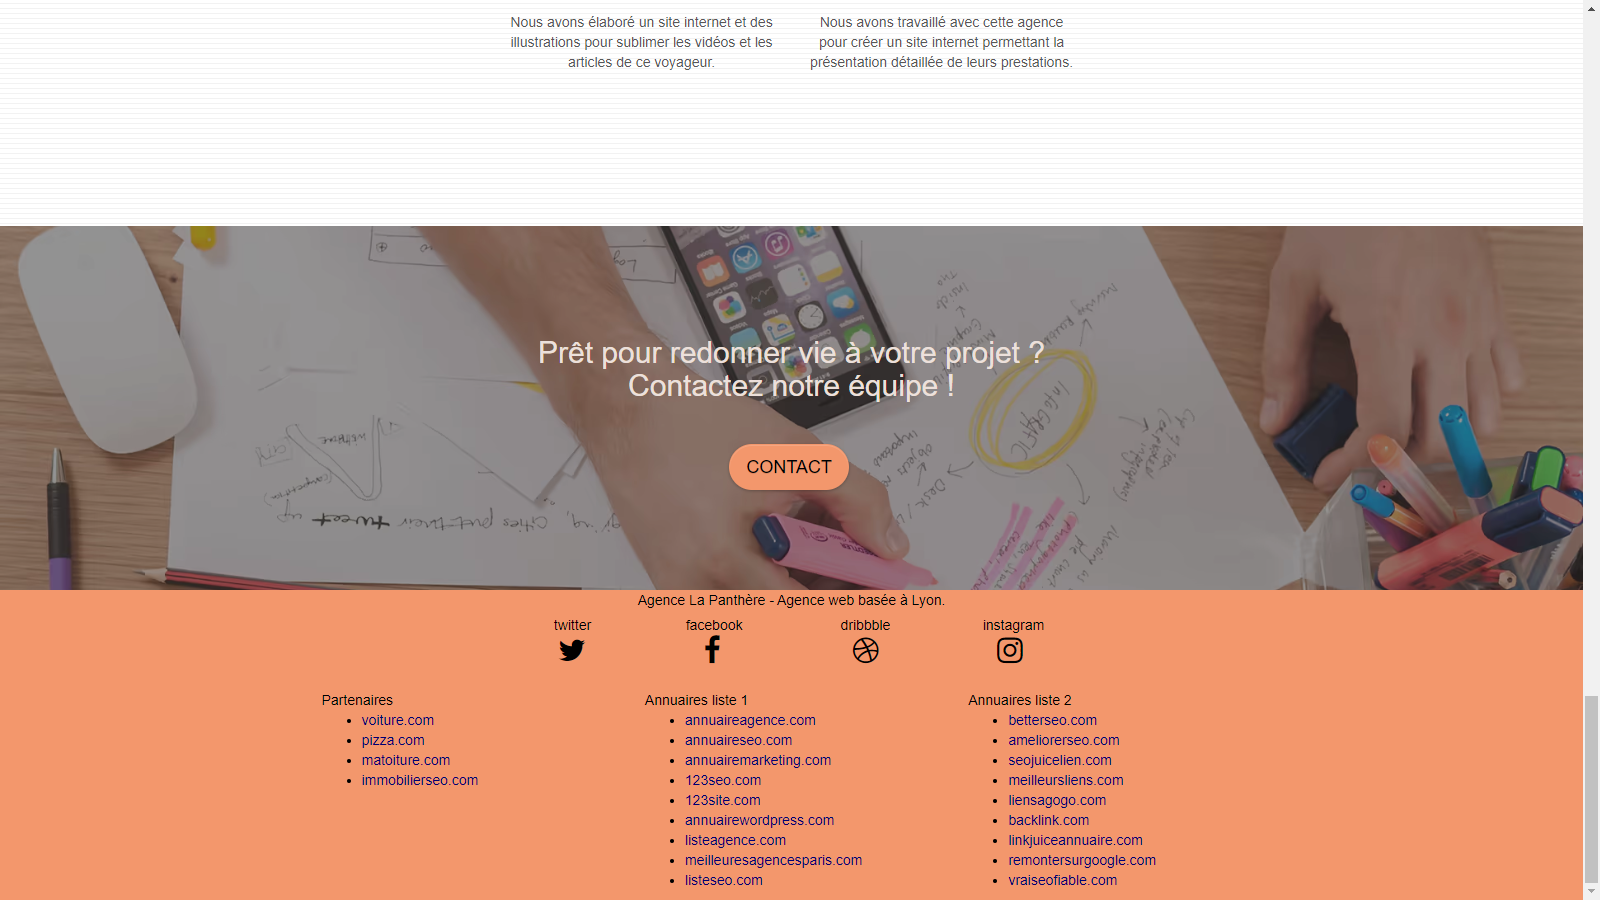 Nous avons élaboré un site internet et des
illustrations pour sublimer les vidéos et les
articles de ce voyageur.
Nous avons travaillé avec cette agence
pour créer un site internet permettant la
présentation détaillée de leurs prestations.
Prêt pour redonner vie à votre projet ?
Contactez notre équipe !
CONTACT
Agence La Panthère - Agence web basée à Lyon.
twitter
facebook
dribbble
instagram
Partenaires
voiture.com
pizza.com
matoiture.com
immobilierseo.com
Annuaires liste 1
annuaireagence.com
annuaireseo.com
annuairemarketing.com
123seo.com
123site.com
annuairewordpress.com
listeagence.com
meilleuresagencesparis.com
listeseo.com
Annuaires liste 2
betterseo.com
ameliorerseo.com
seojuicelien.com
meilleursliens.com
liensagogo.com
backlink.com
linkjuiceannuaire.com
remontersurgoogle.com
vraiseofiable.com